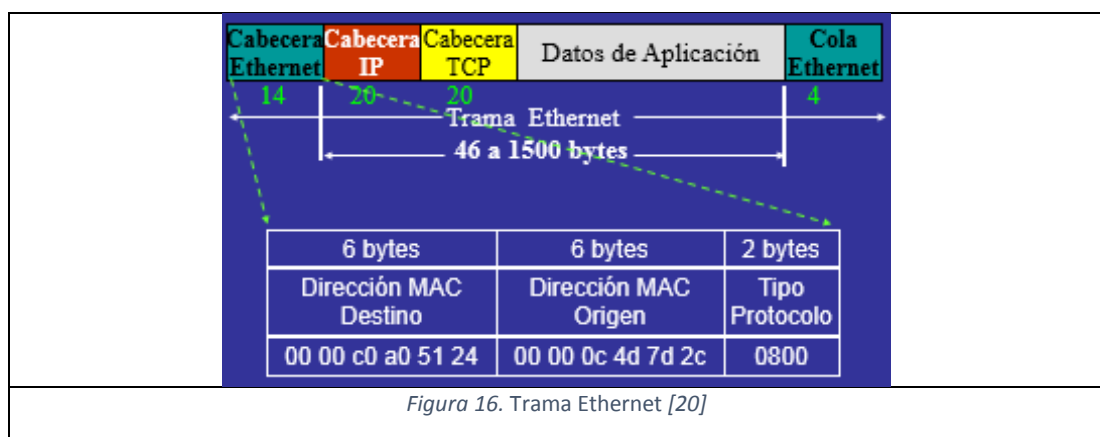 Cabecera Cabecera Cabecera Datos de Aplicación Cola
Ethernet IP TCP Ethernet
14 20 20 4
Trama Ethernet
46 a 1500 bytes
6 bytes 6 bytes 2 bytes
Dirección MAC Dirección MAC Tipo
Destino Origen Protocolo
00 00 c0 a0 51 24 00 00 0c 4d 7d 2c 0800
Figura 16. Trama Ethernet [20]